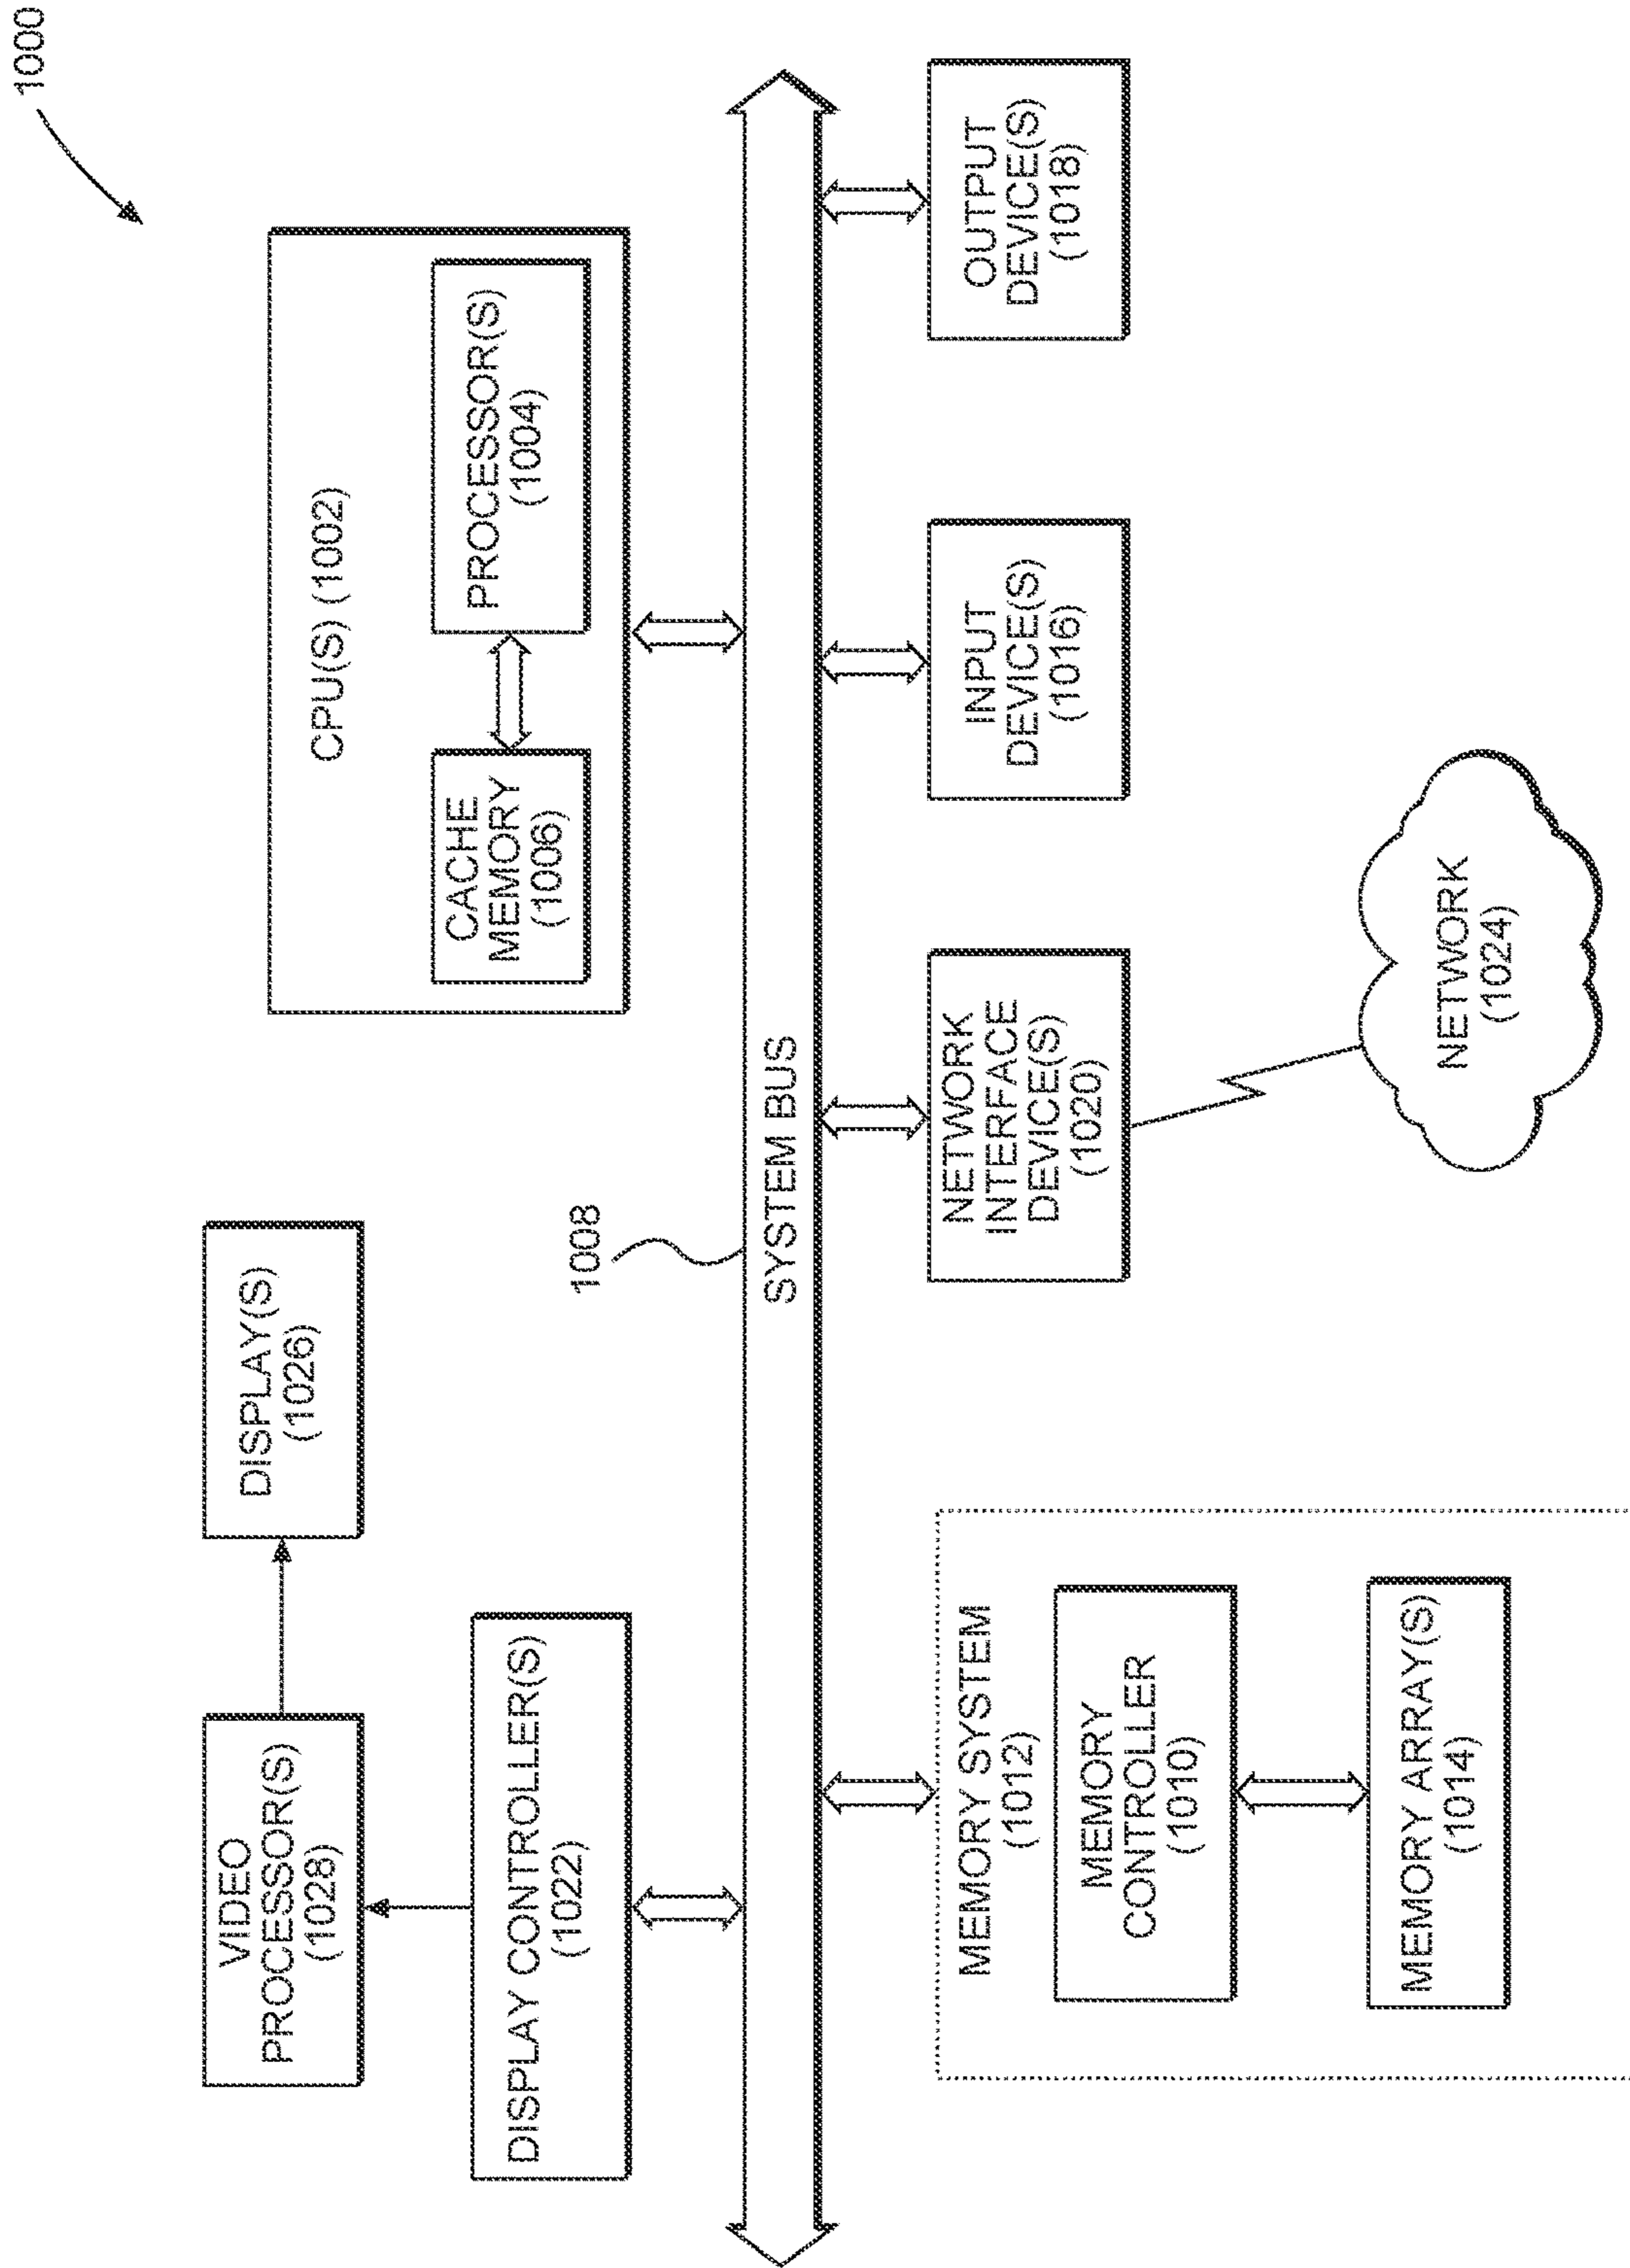 1000
CPU(S) (1002)
CACHE
MEMORY
(1006)
PROCESSOR(S)
(1004)
VIDEO
PROCESSOR(S)
(1028)
DISPLAY(S)
(1026)
DISPLAY CONTROLLER(S)
(1022)
1008
SYSTEM BUS
MEMORY SYSTEM
(1012)
MEMORY
CONTROLLER
(1010)
MEMORY ARRAY(S)
(1014)
NETWORK
INTERFACE
DEVICE(S)
(1020)
INPUT
DEVICE(S)
(1016)
OUTPUT
DEVICE(S)
(1018)
NETWORK
(1024)